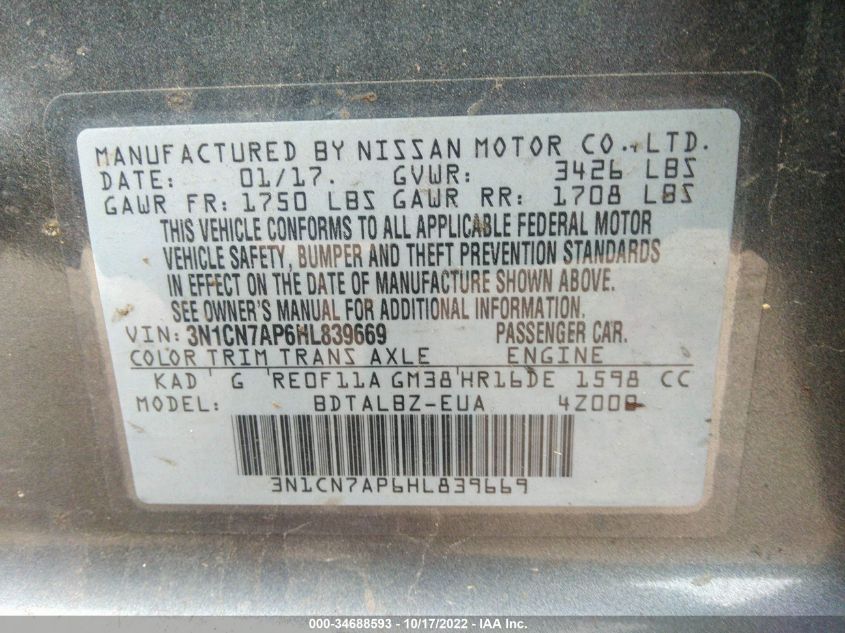 MANUFACTURED BY NISSAN MOTOR CO., LTD.
DATE: 01/17. GVWR: 3426 LBS
GAWR FR: 1750 LBS GAWR RR: 1708 LBS
THIS VEHICLE CONFORMS TO ALL APPLICABLE FEDERAL MOTOR
VEHICLE SAFETY, BUMPER AND THEFT PREVENTION STANDARDS
IN EFFECT ON THE DATE OF MANUFACTURE SHOWN ABOVE.
SEE OWNER'S MANUAL FOR ADDITIONAL INFORMATION.
VIN: 3N1CN7AP6HL839669 PASSENGER CAR.
COLOR TRIM TRANS AXLE ENGINE
KAD G RE0F11A GM38 HR16DE 1598 CC
MODEL: BDTALBZ-EUA
3N1CN7AP6HL839669
000-34688593 - 10/17/2022 - IAA Inc.